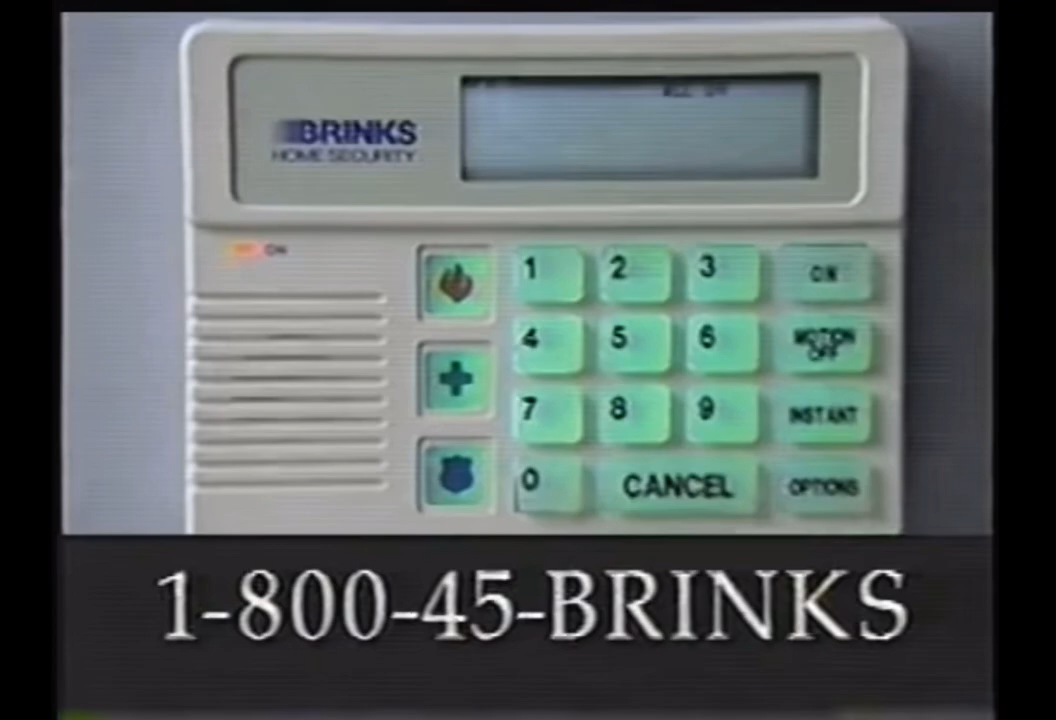 BRINKS
HOME SECURITY
ON
1 2 3 ON
4 5 6 MOTION
OFF
7 8 9 INSTANT
0 CANCEL OPTIONS
1-800-45-BRINKS